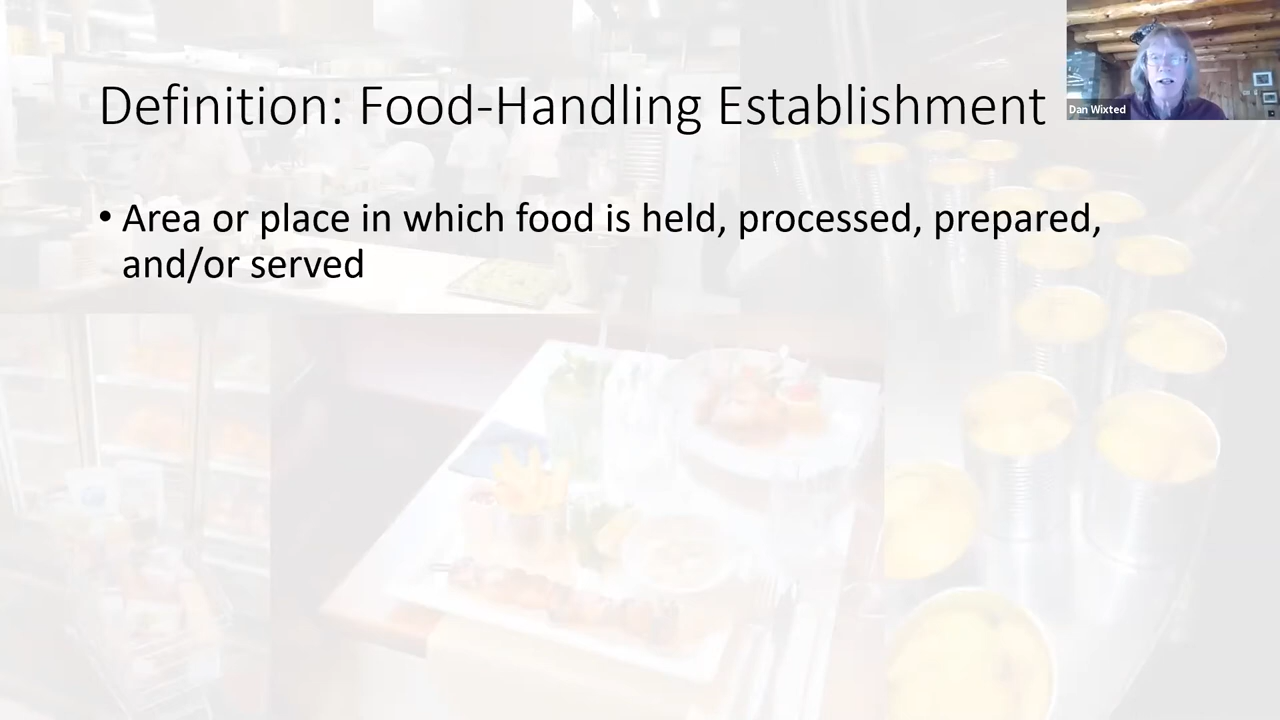 Definition: Food-Handling Establishment
Dan Wixted
• Area or place in which food is held, processed, prepared,
and/or served